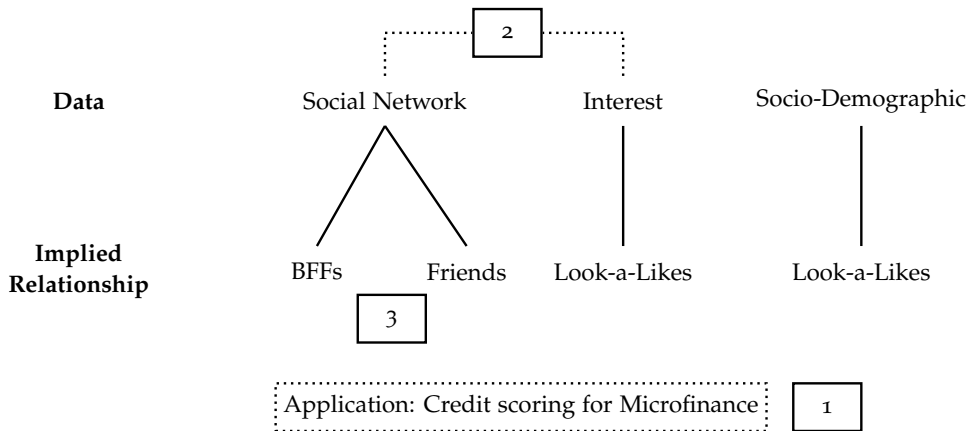 2
Data Social Network Interest Socio-Demographic
Implied
Relationship
BFFs Friends Look-a-Likes Look-a-Likes
3
Application: Credit scoring for Microfinance 1